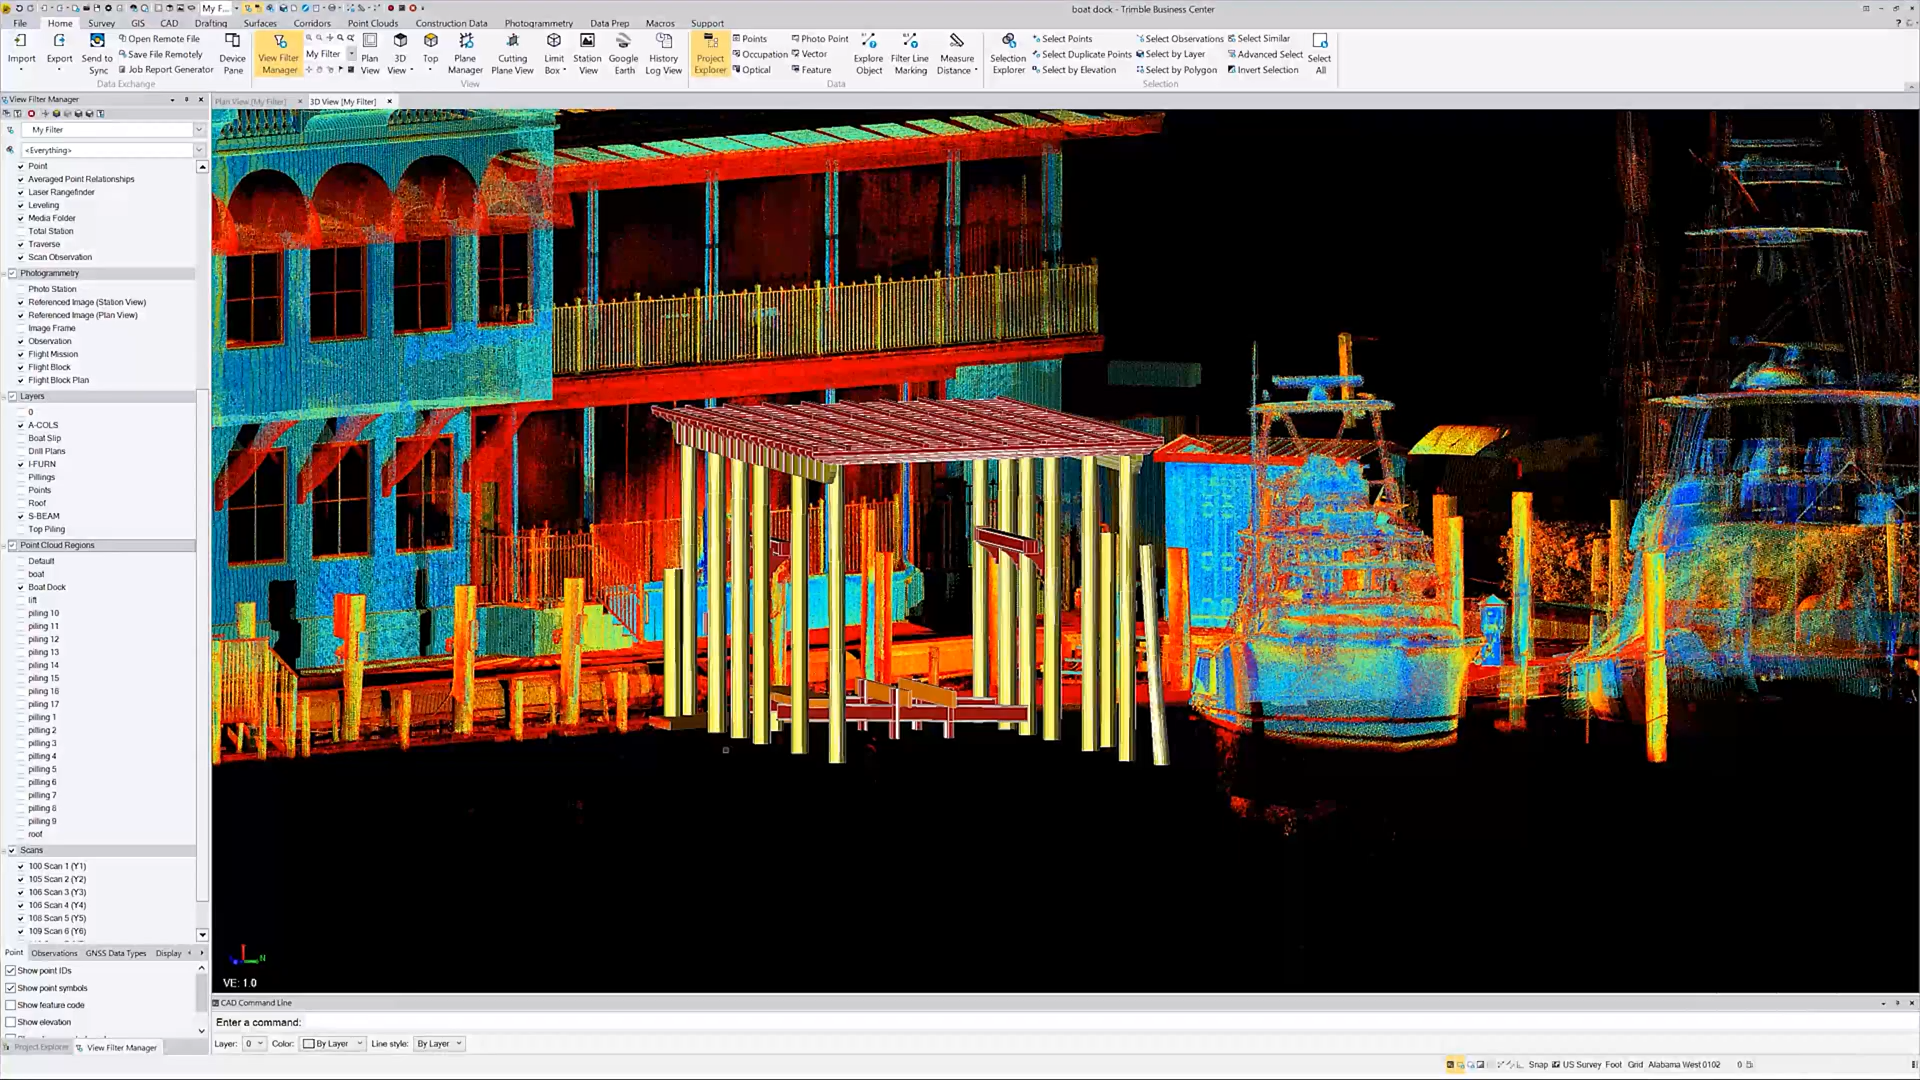 My F...
boat dock - Trimble Business Center
File Home Survey GIS CAD Drafting Surfaces Corridors Point Clouds Construction Data Photogrammetry Data Prep Macros Support
Import
Export
Send to Sync
Open Remote File
Save File Remotely
Job Report Generator
Device Pane
Data Exchange
View Filter Manager
My Filter
Plan View
3D View
Top
Plane Manager
Cutting Plane View
Limit Box
Station View
Google Earth
History Log View
View
Project Explorer
Points
Occupation
Optical
Photo Point
Vector
Feature
Explore Object
Filter Line Marking
Measure Distance
Data
Selection Explorer
Select Points
Select Duplicate Points
Select by Elevation
Select Observations
Select by Layer
Select by Polygon
Select Similar
Advanced Select
Invert Selection
Select All
Selection
View Filter Manager
Plan View [My Filter]
3D View [My Filter]
My Filter
<Everything>
Point
Averaged Point Relationships
Laser Rangefinder
Leveling
Media Folder
Total Station
Traverse
Scan Observation
Photogrammetry
Photo Station
Referenced Image (Station View)
Referenced Image (Plan View)
Image Frame
Observation
Flight Mission
Flight Block
Flight Block Plan
Layers
0
A-COLS
Boat Slip
Drill Plans
I-FURN
Pillings
Points
Roof
S-BEAM
Top Piling
Point Cloud Regions
Default
boat
Boat Dock
lift
piling 10
piling 11
piling 12
piling 13
piling 14
piling 15
piling 16
piling 17
pilling 1
pilling 2
pilling 3
pilling 4
pilling 5
pilling 6
pilling 7
pilling 8
pilling 9
roof
Scans
100 Scan 1 (Y1)
105 Scan 2 (Y2)
106 Scan 3 (Y3)
106 Scan 4 (Y4)
108 Scan 5 (Y5)
109 Scan 6 (Y6)
Point Observations GNSS Data Types Display
Show point IDs
Show point symbols
Show feature code
Show elevation
Project Explorer View Filter Manager
N
VE: 1.0
CAD Command Line
Enter a command:
Layer: 0 Color: By Layer Line style: By Layer
Snap US Survey Foot Grid Alabama West 0102 0